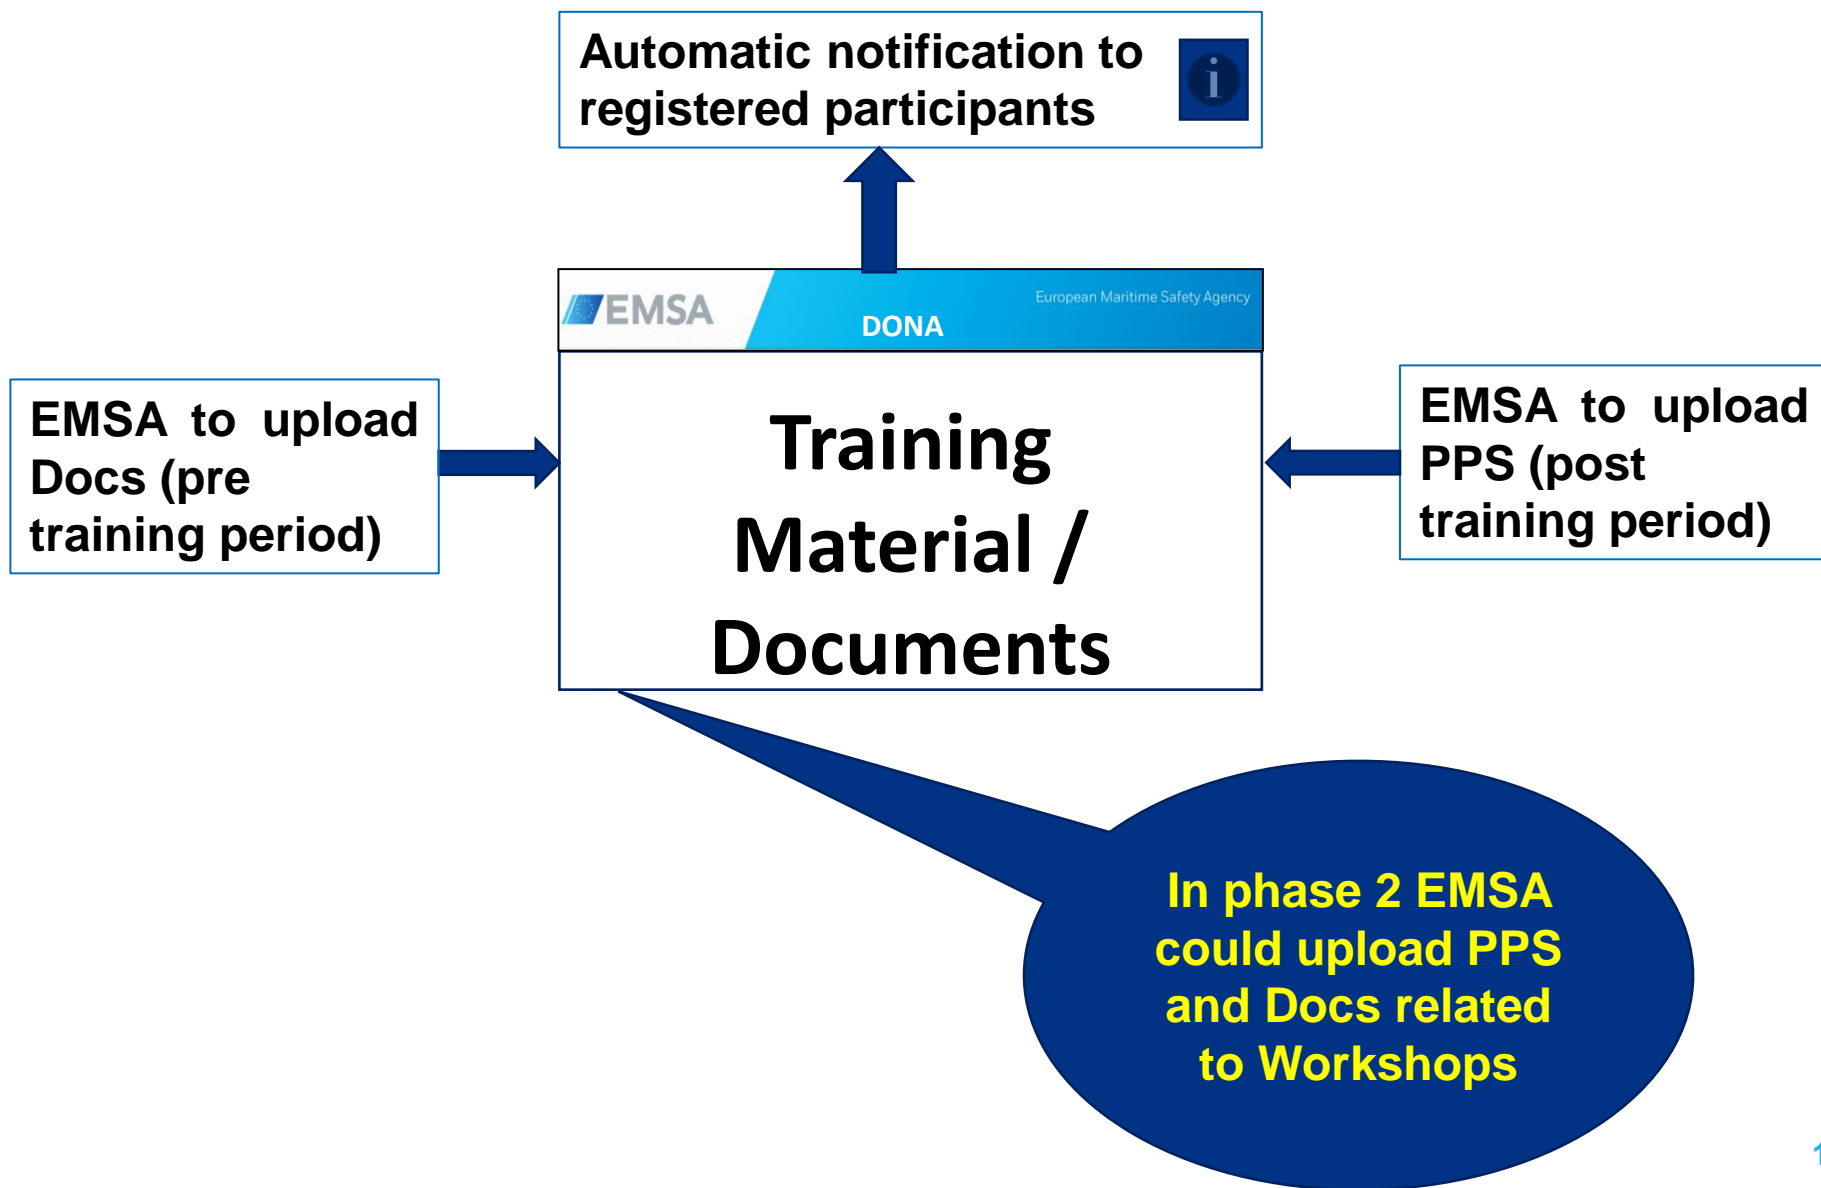 Automatic notification to
registered participants
i
EMSA
European Maritime Safety Agency
DONA
EMSA to upload
Docs (pre
training period)
Training
Material /
Documents
EMSA to upload
PPS (post
training period)
In phase 2 EMSA
could upload PPS
and Docs related
to Workshops